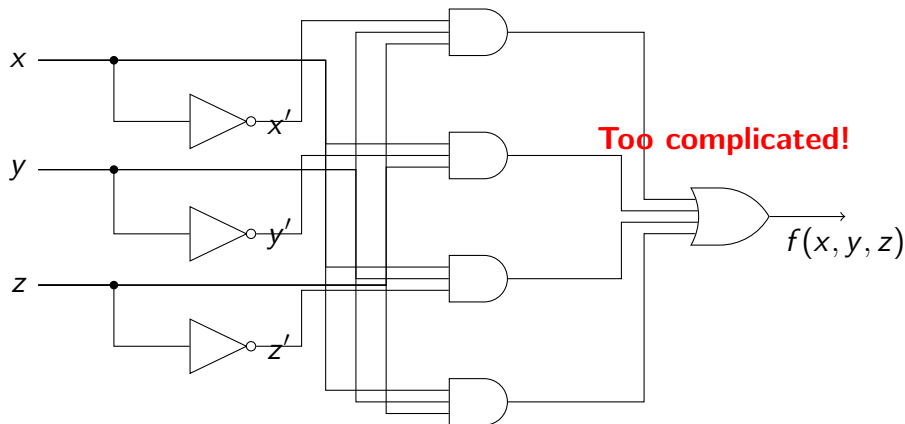 x
x′
Too complicated!
y
y′
f(x, y, z)
z
z′